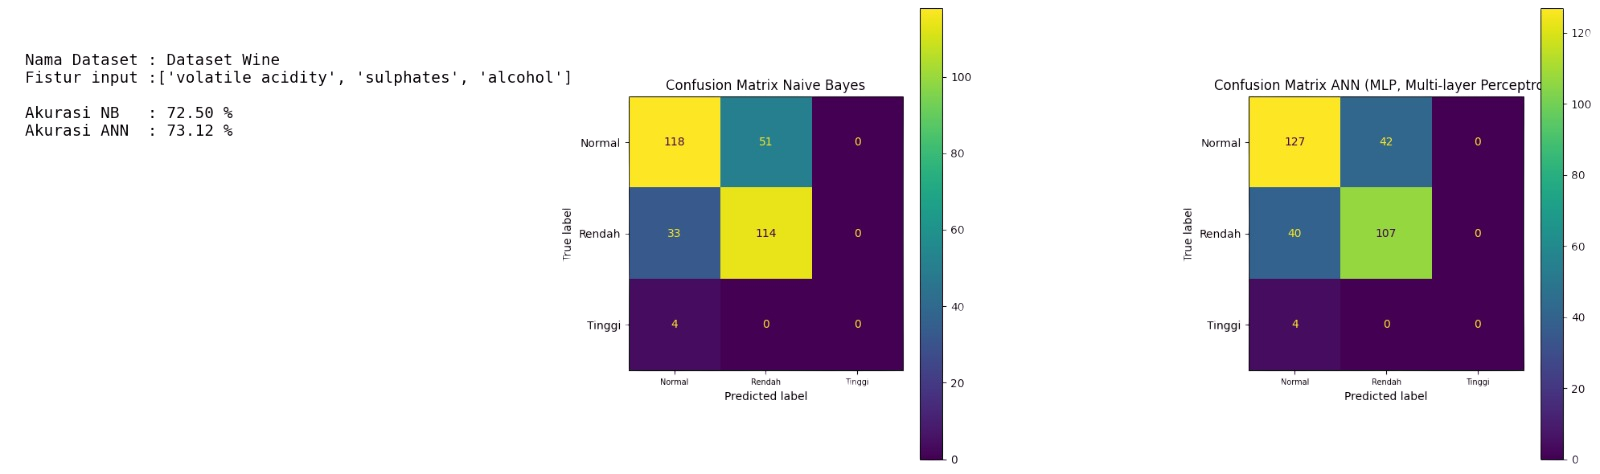 Nama Dataset : Dataset Wine
Fistur input :['volatile acidity', 'sulphates', 'alcohol']
Akurasi NB : 72.50 %
Akurasi ANN : 73.12 %
Confusion Matrix Naive Bayes
True label
Normal 118 51 0
Rendah 33 114 0
Tinggi 4 0 0
Normal Rendah Tinggi
Predicted label
100
80
60
40
20
0
Confusion Matrix ANN (MLP, Multi-layer Perceptro
True label
Normal 127 42 0
Rendah 40 107 0
Tinggi 4 0 0
Normal Rendah Tinggi
Predicted label
120
100
80
60
40
20
0